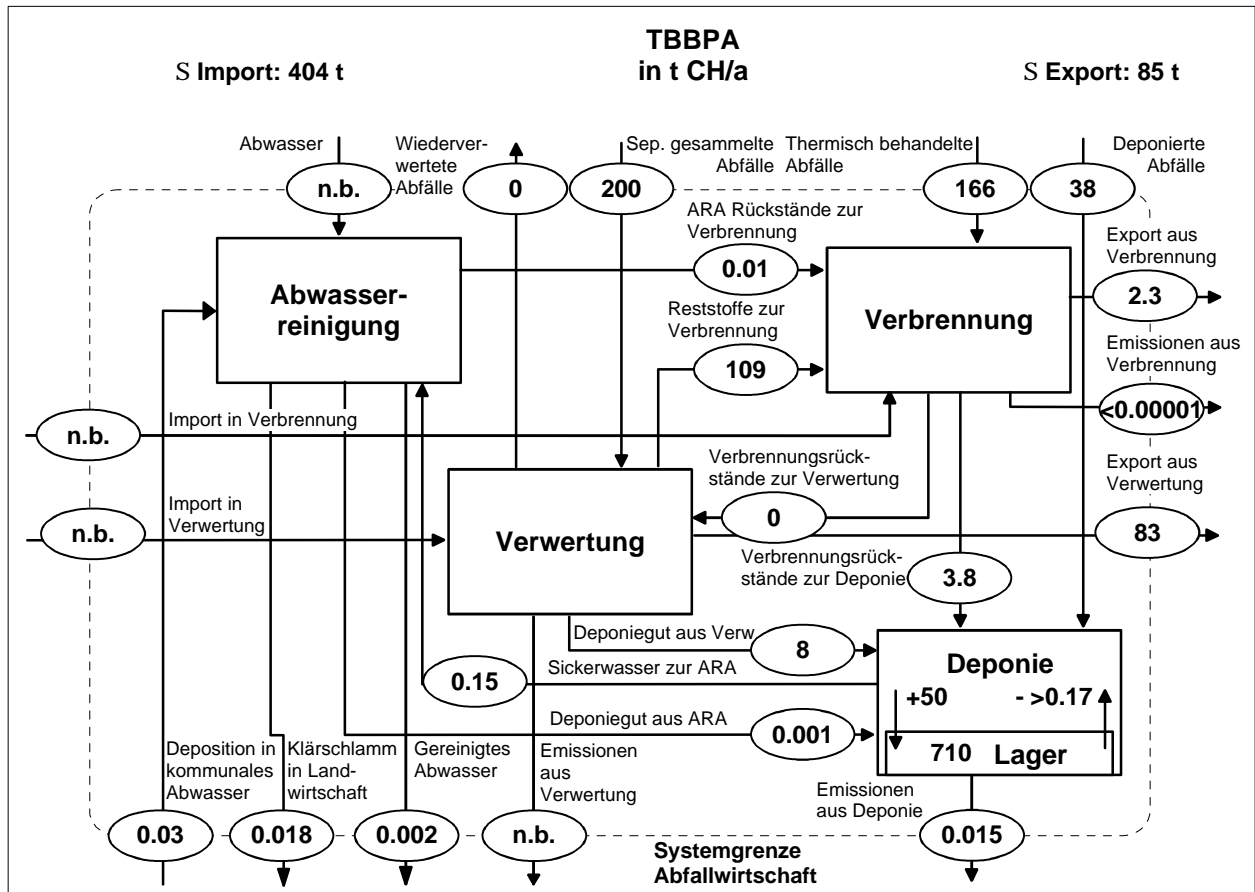 TBBPA
in t CH/a
S Import: 404 t
S Export: 85 t
Abwasser
n.b.
Wiederver-
wertete
Abfälle
0
Sep. gesammelte
Abfälle
200
Thermisch behandelte
Abfälle
166
38
Deponierte
Abfälle
ARA Rückstände zur
Verbrennung
0.01
Abwasser-
reinigung
Reststoffe zur
Verbrennung
109
Verbrennung
Export aus
Verbrennung
2.3
Emissionen aus
Verbrennung
<0.00001
n.b.
Import in Verbrennung
Verbrennungsrück-
stände zur Verwertung
0
Export aus
Verwertung
83
n.b.
Import in
Verwertung
Verwertung
Verbrennungsrück-
stände zur Deponie
3.8
Deponiegut aus Verw
8
Sickerwasser zur ARA
0.15
Deponie
+50
- >0.17
710
Lager
Deponiegut aus ARA
0.001
Deposition in
kommunales
Abwasser
0.03
Klärschlamm
in Land-
wirtschaft
0.018
Gereinigtes
Abwasser
0.002
Emissionen
aus
Verwertung
n.b.
Emissionen
aus Deponie
0.015
Systemgrenze
Abfallwirtschaft